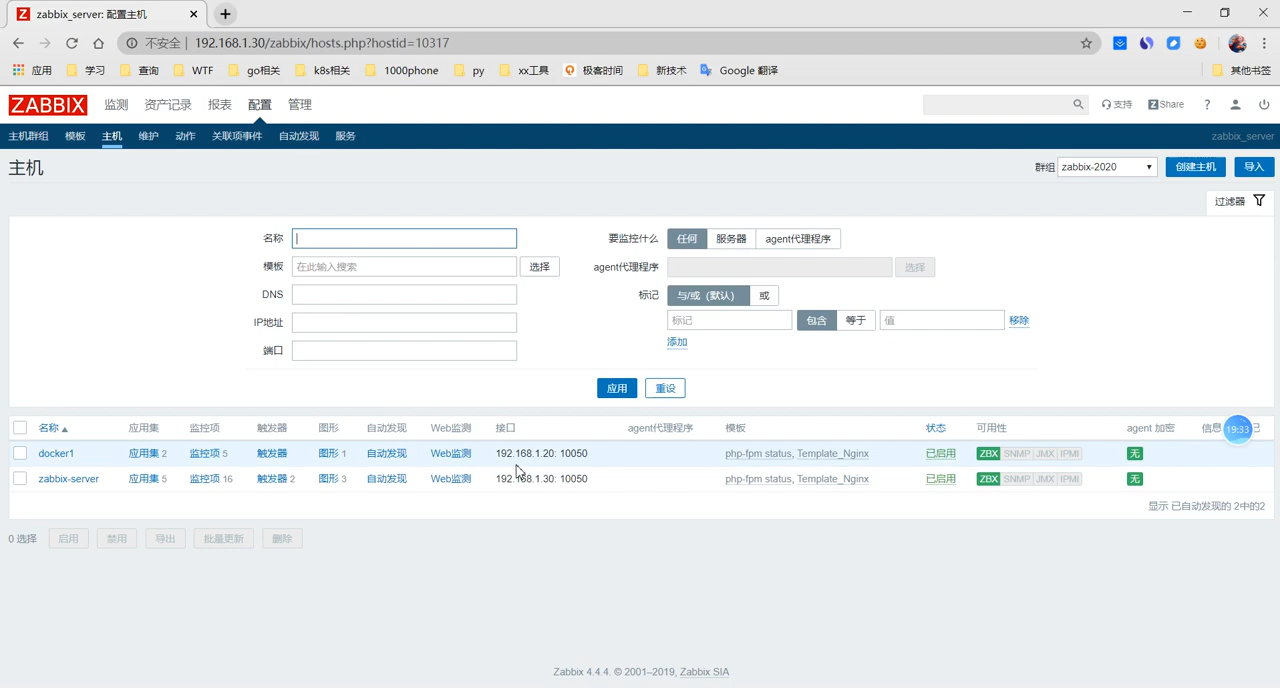 zabbix_server: 配置主机
不安全 | 192.168.1.30/zabbix/hosts.php?hostid=10317
应用 学习 查询 WTF go相关 k8s相关 1000phone py xx工具 极客时间 新技术 Google 翻译 其他书签
ZABBIX 监测 资产记录 报表 配置 管理 支持 Share ?
主机群组 模板 主机 维护 动作 关联项事件 自动发现 服务 zabbix_server
主机 群组 zabbix-2020 创建主机 导入
过滤器
名称 要监控什么 任何 服务器 agent代理程序
模板 在此输入搜索 选择 agent代理程序 选择
DNS 标记 与/或（默认） 或
IP地址 标记 包含 等于 值 移除
端口 添加
应用 重设
名称 应用集 监控项 触发器 图形 自动发现 Web监测 接口 agent代理程序 模板 状态 可用性 agent 加密 信息 19:33
docker1 应用集 2 监控项 5 触发器 图形 1 自动发现 Web监测 192.168.1.20: 10050 php-fpm status, Template_Nginx 已启用 ZBX SNMP JMX IPMI 无
zabbix-server 应用集 5 监控项 16 触发器 2 图形 3 自动发现 Web监测 192.168.1.30: 10050 php-fpm status, Template_Nginx 已启用 ZBX SNMP JMX IPMI 无
显示 已自动发现的 2中的2
0 选择 启用 禁用 导出 批量更新 删除
Zabbix 4.4.4. © 2001–2019, Zabbix SIA